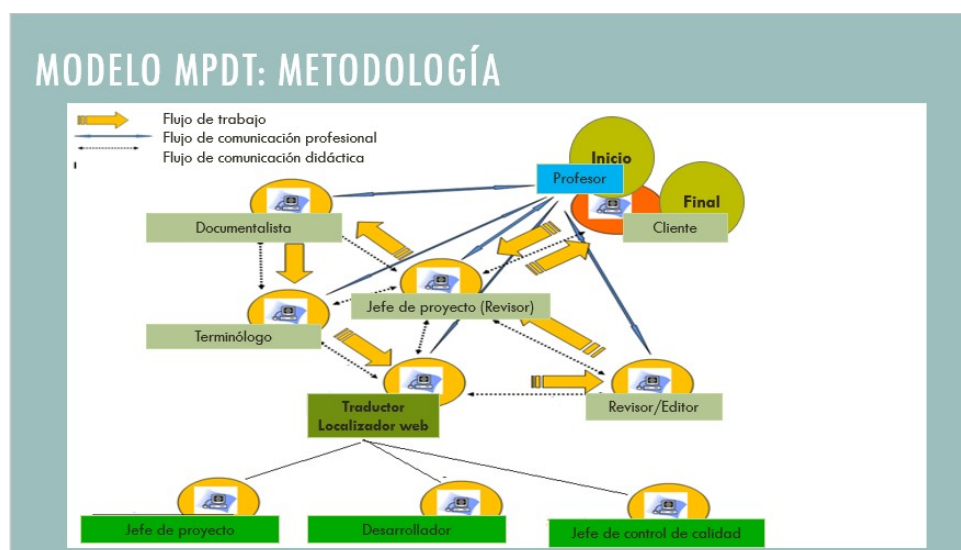 MODELO MPDT: METODOLOGÍA
Flujo de trabajo
Flujo de comunicación profesional
Flujo de comunicación didáctica
Inicio
Profesor
Final
Documentalista
Cliente
Jefe de proyecto (Revisor)
Terminólogo
Traductor
Localizador web
Revisor/Editor
Jefe de proyecto
Desarrollador
Jefe de control de calidad